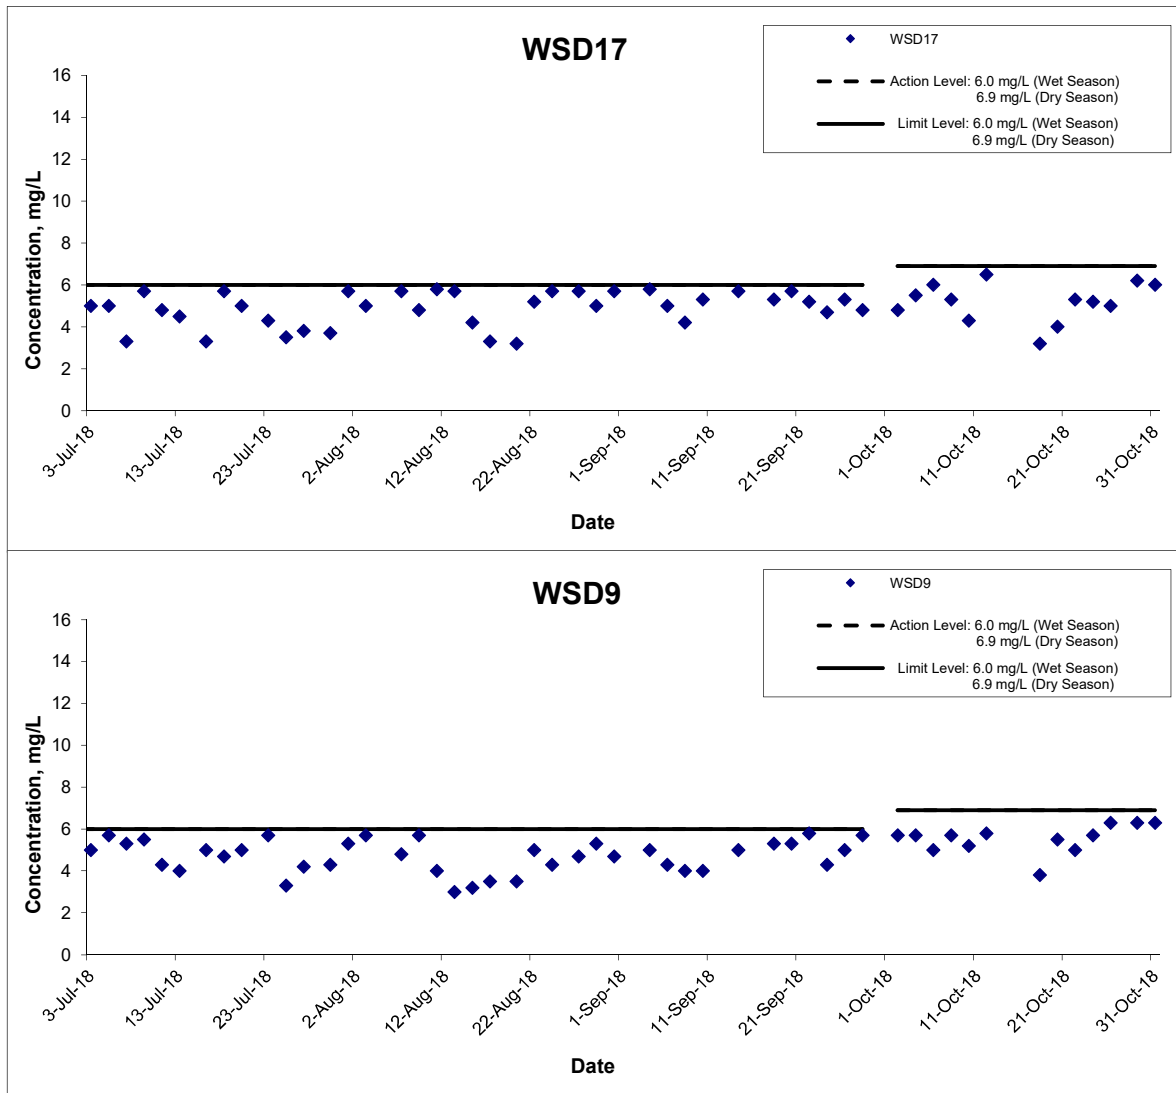 WSD17
WSD17
Action Level: 6.0 mg/L (Wet Season)
6.9 mg/L (Dry Season)
Limit Level: 6.0 mg/L (Wet Season)
6.9 mg/L (Dry Season)
Concentration, mg/L
16
14
12
10
8
6
4
2
0
3-Jul-18
13-Jul-18
23-Jul-18
2-Aug-18
12-Aug-18
22-Aug-18
1-Sep-18
11-Sep-18
21-Sep-18
1-Oct-18
11-Oct-18
21-Oct-18
31-Oct-18
Date
WSD9
WSD9
Action Level: 6.0 mg/L (Wet Season)
6.9 mg/L (Dry Season)
Limit Level: 6.0 mg/L (Wet Season)
6.9 mg/L (Dry Season)
Concentration, mg/L
16
14
12
10
8
6
4
2
0
3-Jul-18
13-Jul-18
23-Jul-18
2-Aug-18
12-Aug-18
22-Aug-18
1-Sep-18
11-Sep-18
21-Sep-18
1-Oct-18
11-Oct-18
21-Oct-18
31-Oct-18
Date